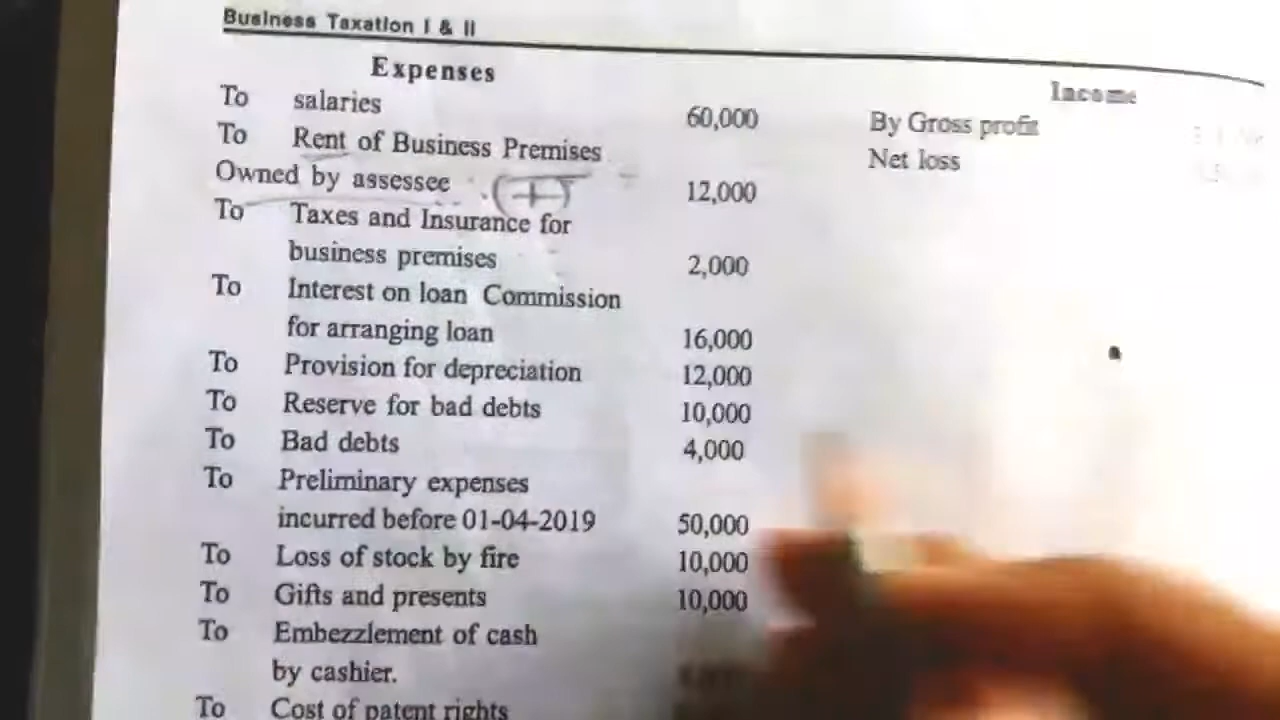 Business Taxation I & II
Expenses
Income
To salaries 60,000 By Gross profit
To Rent of Business Premises Net loss
Owned by assessee (+) 12,000
To Taxes and Insurance for
business premises 2,000
To Interest on loan Commission
for arranging loan 16,000
To Provision for depreciation 12,000
To Reserve for bad debts 10,000
To Bad debts 4,000
To Preliminary expenses
incurred before 01-04-2019 50,000
To Loss of stock by fire 10,000
To Gifts and presents 10,000
To Embezzlement of cash
by cashier.
To Cost of patent rights